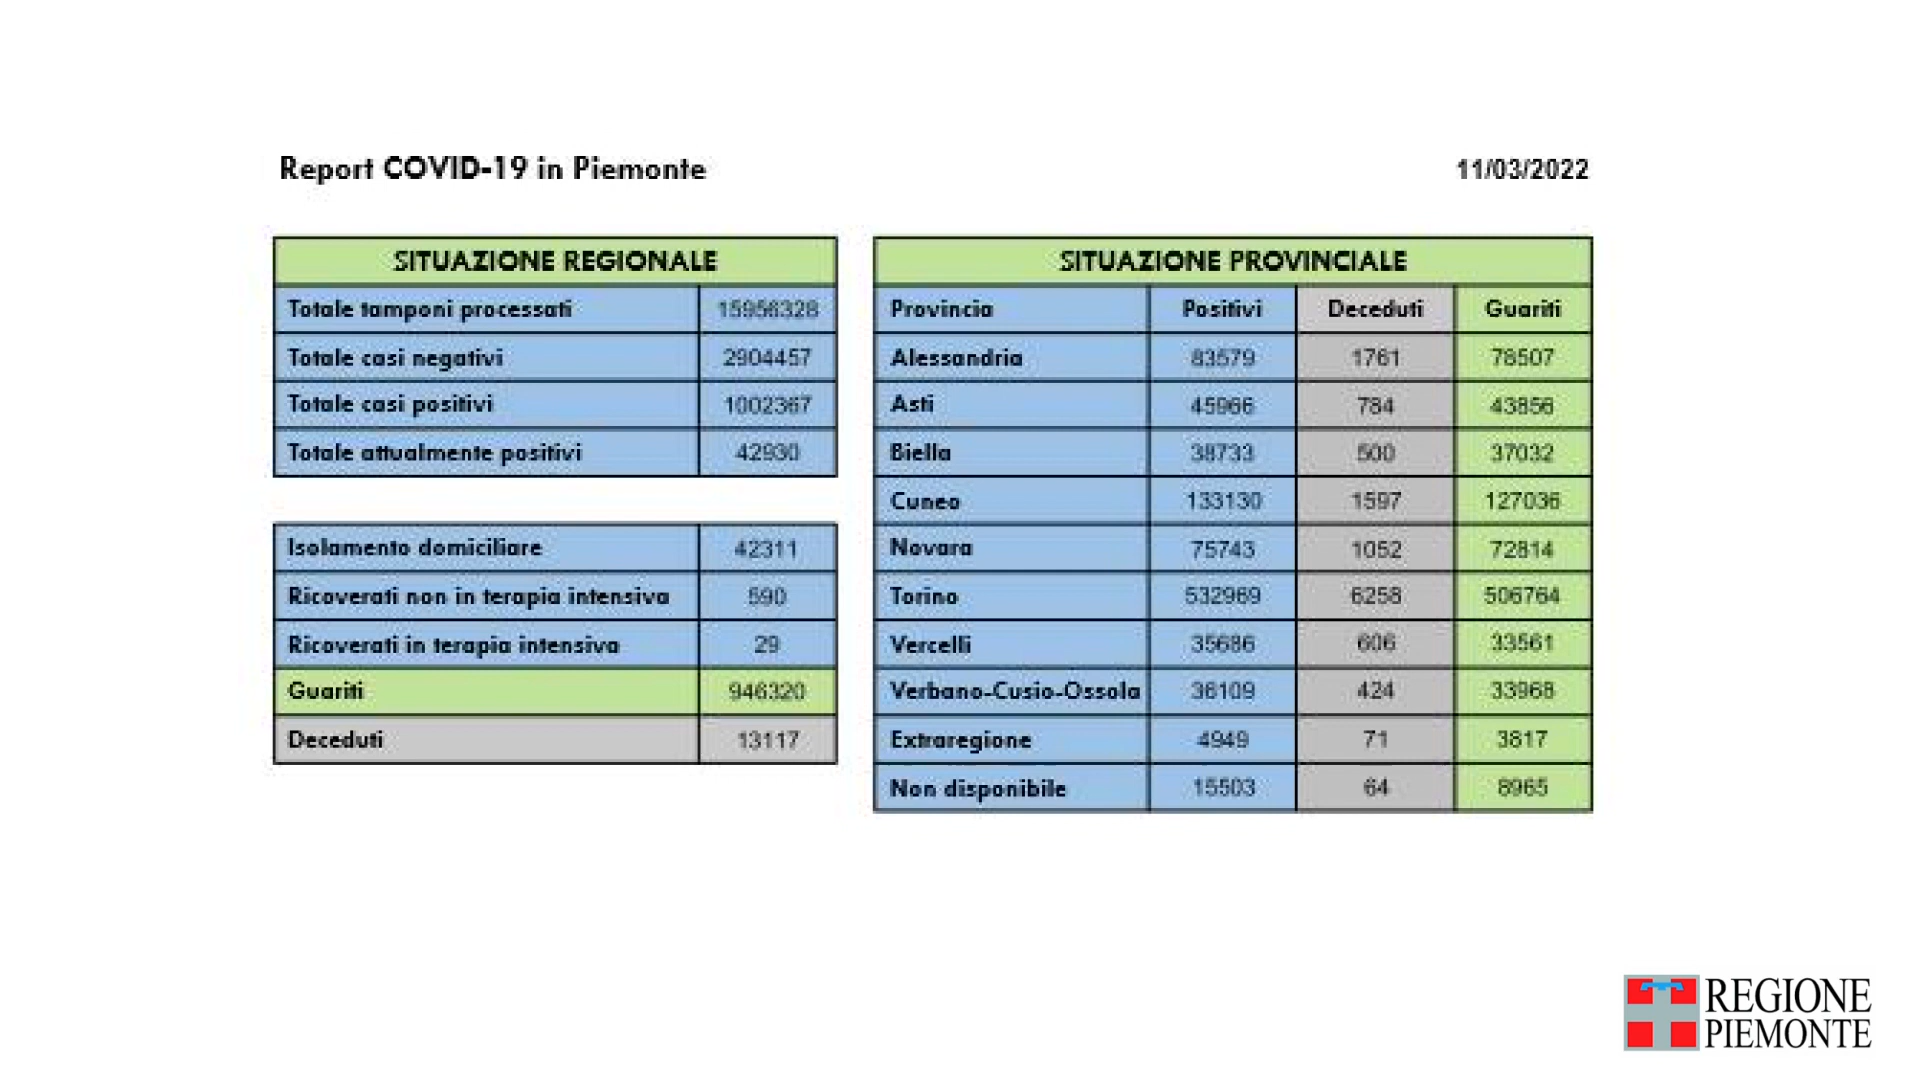 Report COVID-19 in Piemonte
11/03/2022
SITUAZIONE REGIONALE
Totale tamponi processati 15956328
Totale casi negativi 2904457
Totale casi positivi 1002367
Totale attualmente positivi 42930
Isolamento domiciliare 42311
Ricoverati non in terapia intensiva 590
Ricoverati in terapia intensiva 29
Guariti 946320
Deceduti 13117
SITUAZIONE PROVINCIALE
Provincia Positivi Deceduti Guariti
Alessandria 83579 1761 78507
Asti 45966 784 43856
Biella 38733 500 37032
Cuneo 133130 1597 127036
Novara 75743 1052 72814
Torino 532969 6258 506764
Vercelli 35686 606 33561
Verbano-Cusio-Ossola 36109 424 33968
Extraregione 4949 71 3817
Non disponibile 15503 64 8965
REGIONE
PIEMONTE